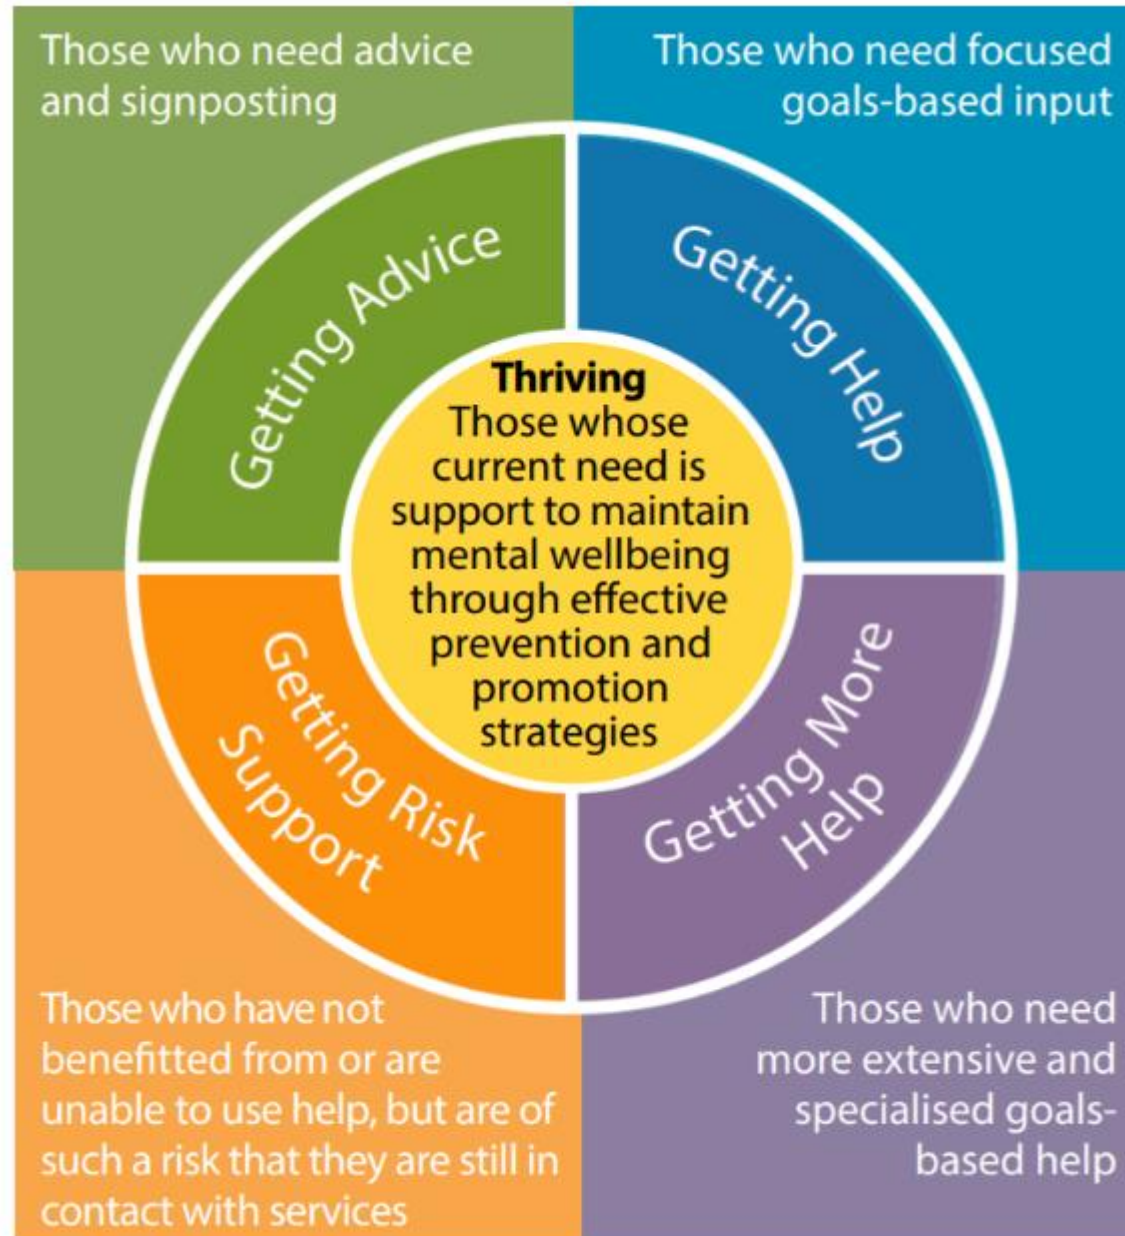 Those who need advice
and signposting
Those who need focused
goals-based input
Getting Advice
Getting Help
Thriving
Those whose
current need is
support to maintain
mental wellbeing
through effective
prevention and
promotion
strategies
Getting Risk
Support
Getting More
Help
Those who have not
benefitted from or are
unable to use help, but are of
such a risk that they are still in
contact with services
Those who need
more extensive and
specialised goals-
based help